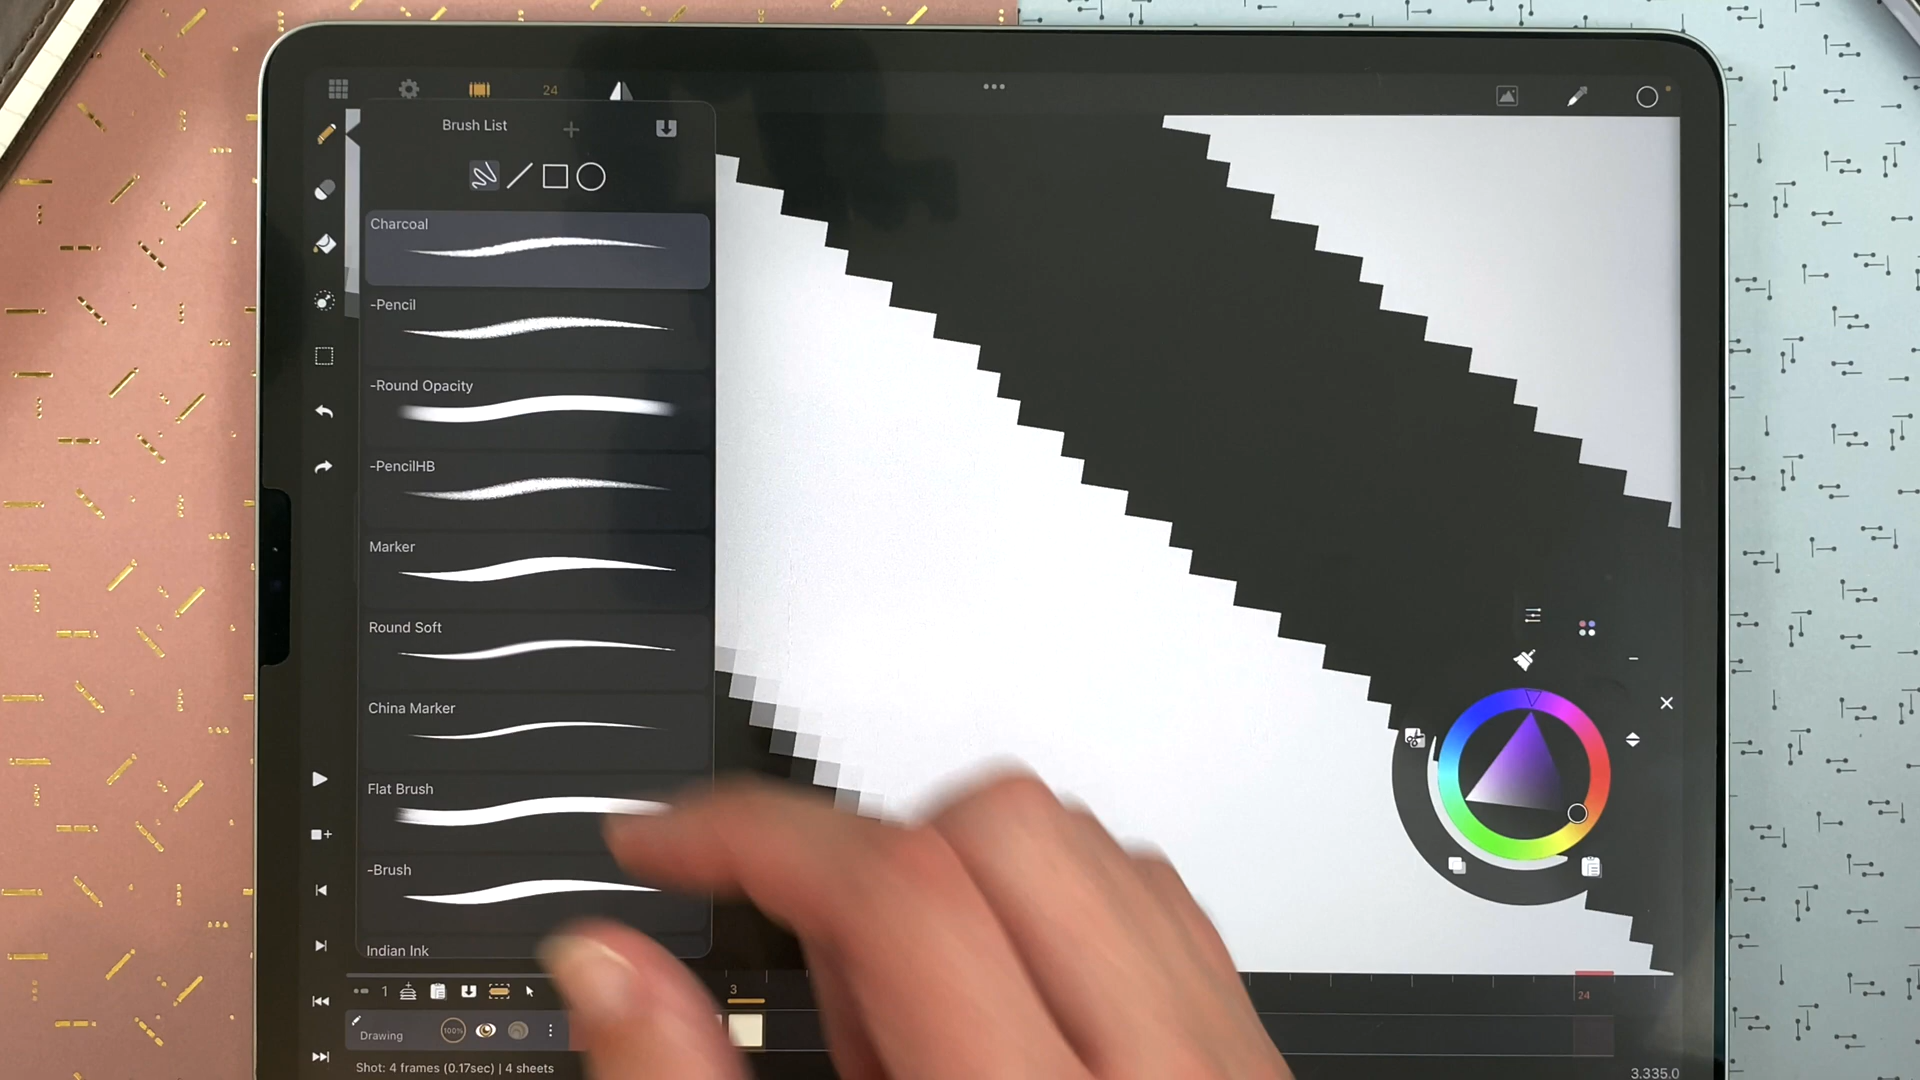 24
Brush List
Charcoal
-Pencil
-Round Opacity
-PencilHB
Marker
Round Soft
China Marker
Flat Brush
-Brush
Indian Ink
1
3
24
Drawing
100%
Shot: 4 frames (0.17sec) | 4 sheets
3.335.0